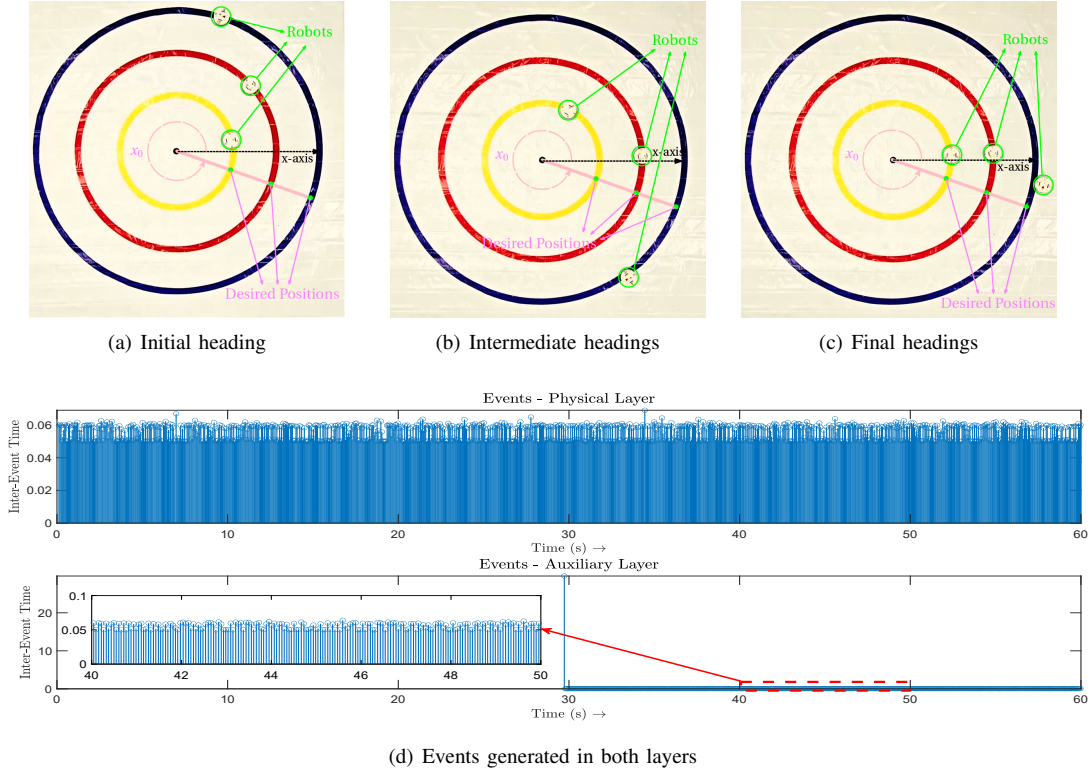 Robots
x₀
x-axis
Desired Positions
(a) Initial heading
Robots
x₀
x-axis
Desired Positions
(b) Intermediate headings
Robots
x₀
x-axis
Desired Positions
(c) Final headings
Events - Physical Layer
Inter-Event Time
0.06
0.04
0.02
0
0 10 20 30 40 50 60
Time (s) →
Events - Auxiliary Layer
Inter-Event Time
20
10
0
0.1
0.05
0
40 42 44 46 48 50
0 10 20 30 40 50 60
Time (s) →
(d) Events generated in both layers